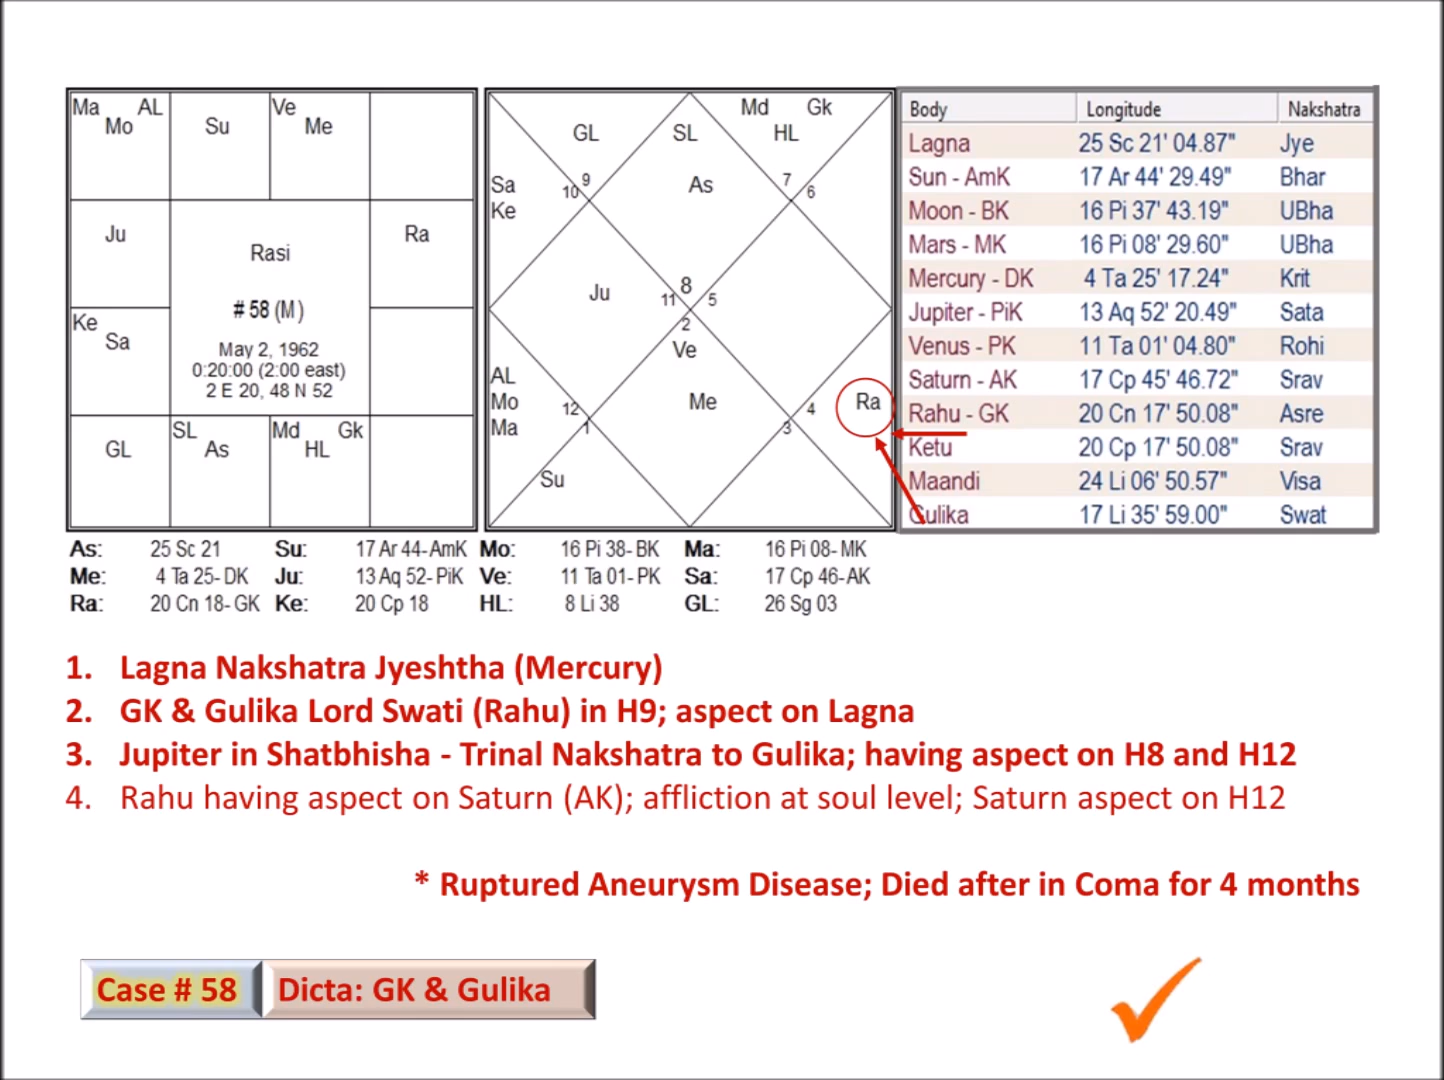 Ma AL
Mo
Su
Ve
Me
Ju
Ra
Rasi
# 58 (M)
May 2, 1962
0:20:00 (2:00 east)
2 E 20, 48 N 52
Ke
Sa
GL
SL
As
Md Gk
HL
GL
SL
Md Gk
HL
Sa
Ke
10 9
As
7 6
Ju
11 8 5
2
Ve
AL
Mo
Ma
12
1
Me
4
3
Ra
Su
Body Longitude Nakshatra
Lagna 25 Sc 21' 04.87" Jye
Sun - AmK 17 Ar 44' 29.49" Bhar
Moon - BK 16 Pi 37' 43.19" UBha
Mars - MK 16 Pi 08' 29.60" UBha
Mercury - DK 4 Ta 25' 17.24" Krit
Jupiter - PiK 13 Aq 52' 20.49" Sata
Venus - PK 11 Ta 01' 04.80" Rohi
Saturn - AK 17 Cp 45' 46.72" Srav
Rahu - GK 20 Cn 17' 50.08" Asre
Ketu 20 Cp 17' 50.08" Srav
Maandi 24 Li 06' 50.57" Visa
Gulika 17 Li 35' 59.00" Swat
As: 25 Sc 21 Su: 17 Ar 44-AmK Mo: 16 Pi 38- BK Ma: 16 Pi 08- MK
Me: 4 Ta 25- DK Ju: 13 Aq 52-PiK Ve: 11 Ta 01- PK Sa: 17 Cp 46-AK
Ra: 20 Cn 18- GK Ke: 20 Cp 18 HL: 8 Li 38 GL: 26 Sg 03
1. Lagna Nakshatra Jyeshtha (Mercury)
2. GK & Gulika Lord Swati (Rahu) in H9; aspect on Lagna
3. Jupiter in Shatbhisha - Trinal Nakshatra to Gulika; having aspect on H8 and H12
4. Rahu having aspect on Saturn (AK); affliction at soul level; Saturn aspect on H12
* Ruptured Aneurysm Disease; Died after in Coma for 4 months
Case # 58 Dicta: GK & Gulika